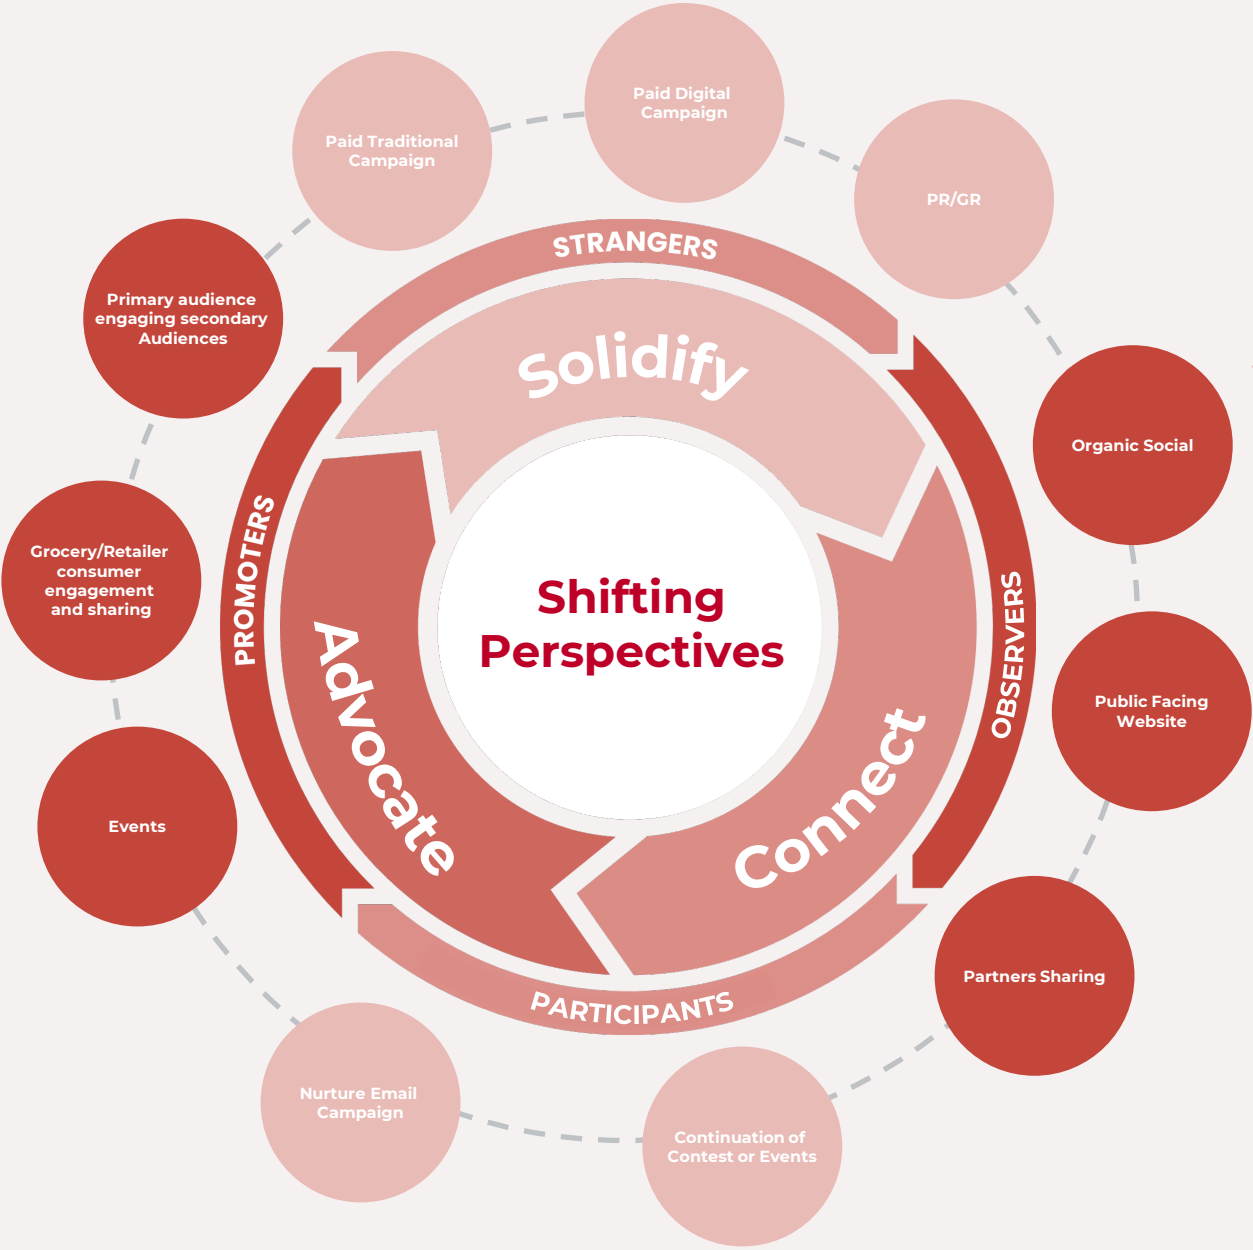 Paid Digital
Campaign
Paid Traditional
Campaign
PR/GR
STRANGERS
Primary audience
engaging secondary
Audiences
Solidify
Organic Social
PROMOTERS
Grocery/Retailer
consumer
engagement
and sharing
Shifting
Perspectives
OBSERVERS
Advocate
Connect
Public Facing
Website
Events
Partners Sharing
PARTICIPANTS
Nurture Email
Campaign
Continuation of
Contest or Events